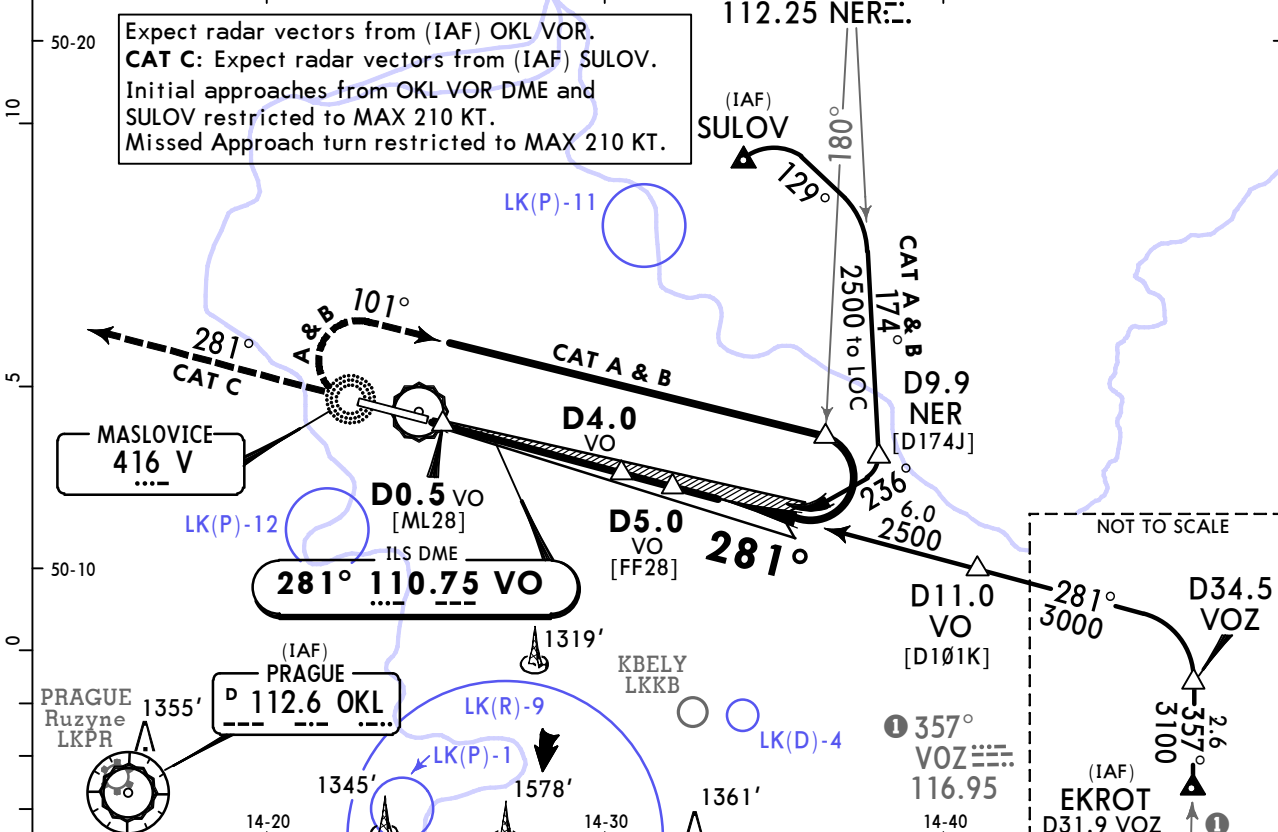 112.25 NER
50-20
Expect radar vectors from (IAF) OKL VOR.
CAT C: Expect radar vectors from (IAF) SULOV.
Initial approaches from OKL VOR DME and
SULOV restricted to MAX 210 KT.
Missed Approach turn restricted to MAX 210 KT.
10
(IAF)
SULOV
180°
129°
LK(P)-11
CAT A & B
174°
2500 to LOC
101°
A & B
281°
CAT C
CAT A & B
5
D9.9
NER
[D174J]
D4.0
VO
MASLOVICE
416 V
236°
D0.5 VO
[ML28]
LK(P)-12
D5.0
VO
[FF28]
281°
6.0
2500
NOT TO SCALE
ILS DME
281° 110.75 VO
50-10
D11.0
VO
[D101K]
281°
3000
D34.5
VOZ
0
1319'
(IAF)
PRAGUE
D 112.6 OKL
KBELY
LKKB
PRAGUE
Ruzyne
LKPR
1355'
LK(R)-9
LK(D)-4
1 357°
VOZ
116.95
2.6
357°
3100
LK(P)-1
1345'
1578'
1361'
(IAF)
EKROT
D31.9 VOZ
1
14-20
14-30
14-40